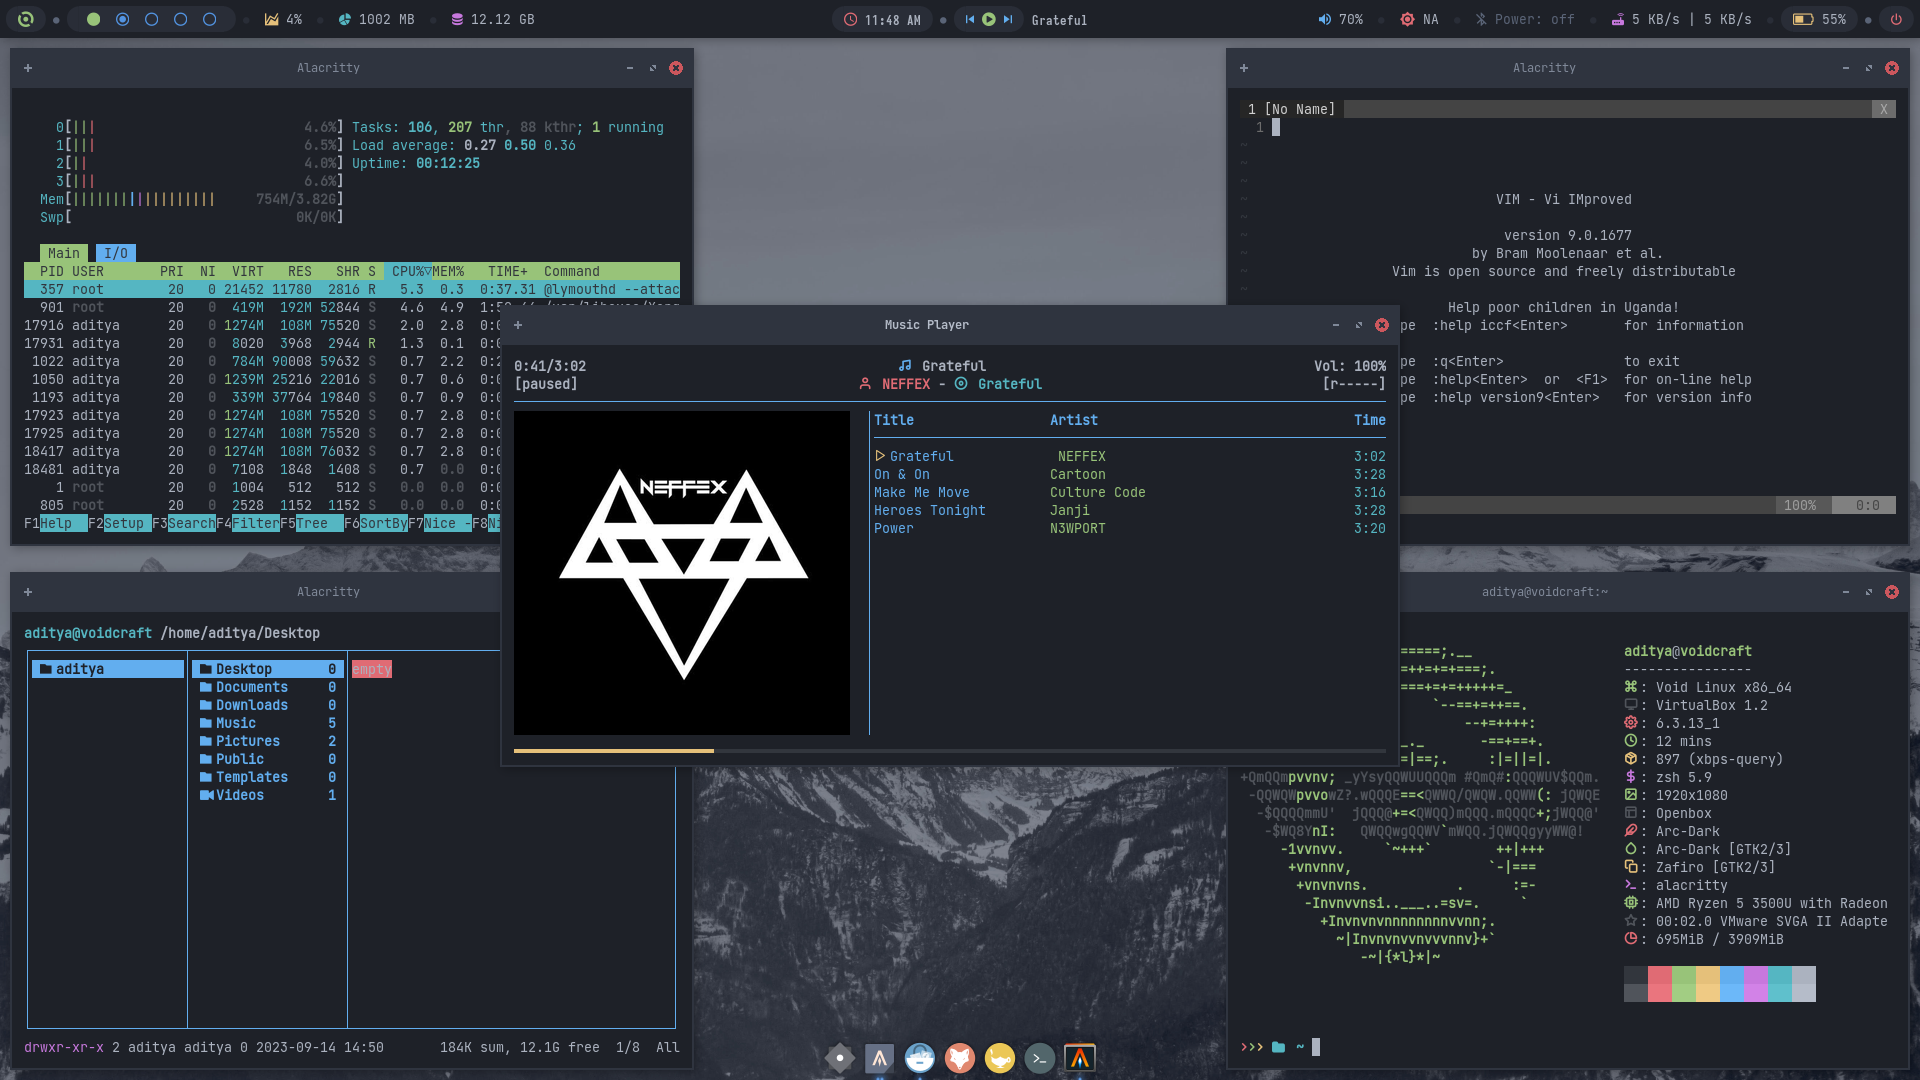 4% 1002 MB 12.12 GB 11:48 AM Grateful 70% NA Power: off 5 KB/s | 5 KB/s 55%
Alacritty
0[||| 4.6%] Tasks: 106, 207 thr, 88 kthr; 1 running
1[||| 6.5%] Load average: 0.27 0.50 0.36
2[|| 4.0%] Uptime: 00:12:25
3[||| 6.6%]
Mem[|||||||||||||||||| 754M/3.82G]
Swp[ 0K/0K]
Main I/O
PID USER PRI NI VIRT RES SHR S CPU%▽MEM% TIME+ Command
357 root 20 0 21452 11780 2816 R 5.3 0.3 0:37.31 @lymouthd --attac
901 root 20 0 419M 192M 52844 S 4.6 4.9
17916 aditya 20 0 1274M 108M 75520 S 2.0 2.8 0:0
17931 aditya 20 0 8020 3968 2944 R 1.3 0.1 0:0
1022 aditya 20 0 784M 90008 59632 S 0.7 2.2 0:2
1050 aditya 20 0 1239M 25216 22016 S 0.7 0.6 0:0
1193 aditya 20 0 339M 37764 19840 S 0.7 0.9 0:0
17923 aditya 20 0 1274M 108M 75520 S 0.7 2.8 0:0
17925 aditya 20 0 1274M 108M 75520 S 0.7 2.8 0:0
18417 aditya 20 0 1274M 108M 76032 S 0.7 2.8 0:0
18481 aditya 20 0 7108 1848 1408 S 0.7 0.0 0:0
1 root 20 0 1004 512 512 S 0.0 0.0 0:0
805 root 20 0 2528 1152 1152 S 0.0 0.0 0:0
F1Help F2Setup F3SearchF4FilterF5Tree F6SortByF7Nice -F8Ni
Alacritty
1 [No Name] X
1
VIM - Vi IMproved
version 9.0.1677
by Bram Moolenaar et al.
Vim is open source and freely distributable
Help poor children in Uganda!
pe :help iccf<Enter> for information
pe :q<Enter> to exit
pe :help<Enter> or <F1> for on-line help
pe :help version9<Enter> for version info
100% 0:0
Music Player
0:41/3:02 Grateful Vol: 100%
[paused] NEFFEX - Grateful [r-----]
NEFFEX
Title Artist Time
Grateful NEFFEX 3:02
On & On Cartoon 3:28
Make Me Move Culture Code 3:16
Heroes Tonight Janji 3:28
Power N3WPORT 3:20
Alacritty
aditya@voidcraft /home/aditya/Desktop
aditya Desktop 0 empty
Documents 0
Downloads 0
Music 5
Pictures 2
Public 0
Templates 0
Videos 1
drwxr-xr-x 2 aditya aditya 0 2023-09-14 14:50 184K sum, 12.1G free 1/8 All
aditya@voidcraft:~
aditya@voidcraft
----------------
: Void Linux x86_64
: VirtualBox 1.2
: 6.3.13_1
: 12 mins
: 897 (xbps-query)
: zsh 5.9
: 1920x1080
: Openbox
: Arc-Dark
: Arc-Dark [GTK2/3]
: Zafiro [GTK2/3]
: alacritty
: AMD Ryzen 5 3500U with Radeon
: 00:02.0 VMware SVGA II Adapte
: 695MiB / 3909MiB
>>> ~